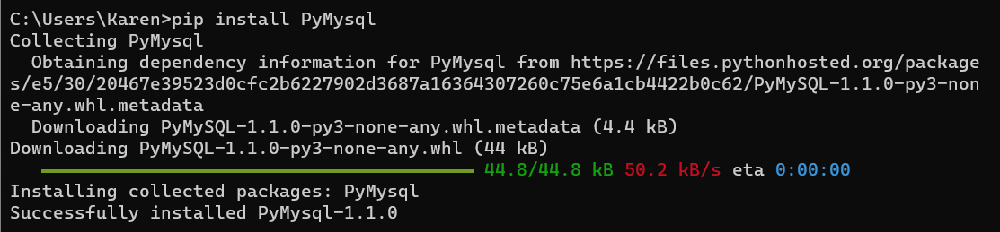 C:\Users\Karen>pip install PyMysql
Collecting PyMysql
  Obtaining dependency information for PyMysql from https://files.pythonhosted.org/package
s/e5/30/20467e39523d0cfc2b6227902d3687a16364307260c75e6a1cb4422b0c62/PyMySQL-1.1.0-py3-non
e-any.whl.metadata
  Downloading PyMySQL-1.1.0-py3-none-any.whl.metadata (4.4 kB)
Downloading PyMySQL-1.1.0-py3-none-any.whl (44 kB)
44.8/44.8 kB 50.2 kB/s eta 0:00:00
Installing collected packages: PyMysql
Successfully installed PyMysql-1.1.0